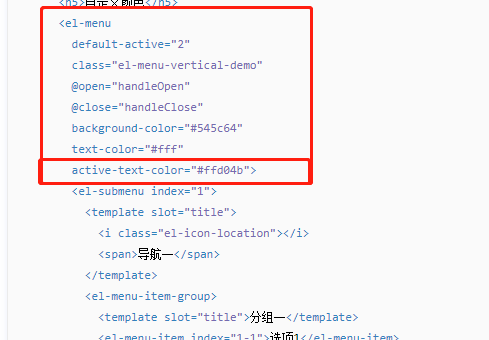 <h5>自定义颜色</h5>
<el-menu
default-active="2"
class="el-menu-vertical-demo"
@open="handleOpen"
@close="handleClose"
background-color="#545c64"
text-color="#fff"
active-text-color="#ffd04b">
<el-submenu index="1">
<template slot="title">
<i class="el-icon-location"></i>
<span>导航一</span>
</template>
<el-menu-item-group>
<template slot="title">分组一</template>
<el-menu-item index="1-1">选项1</el-menu-item>